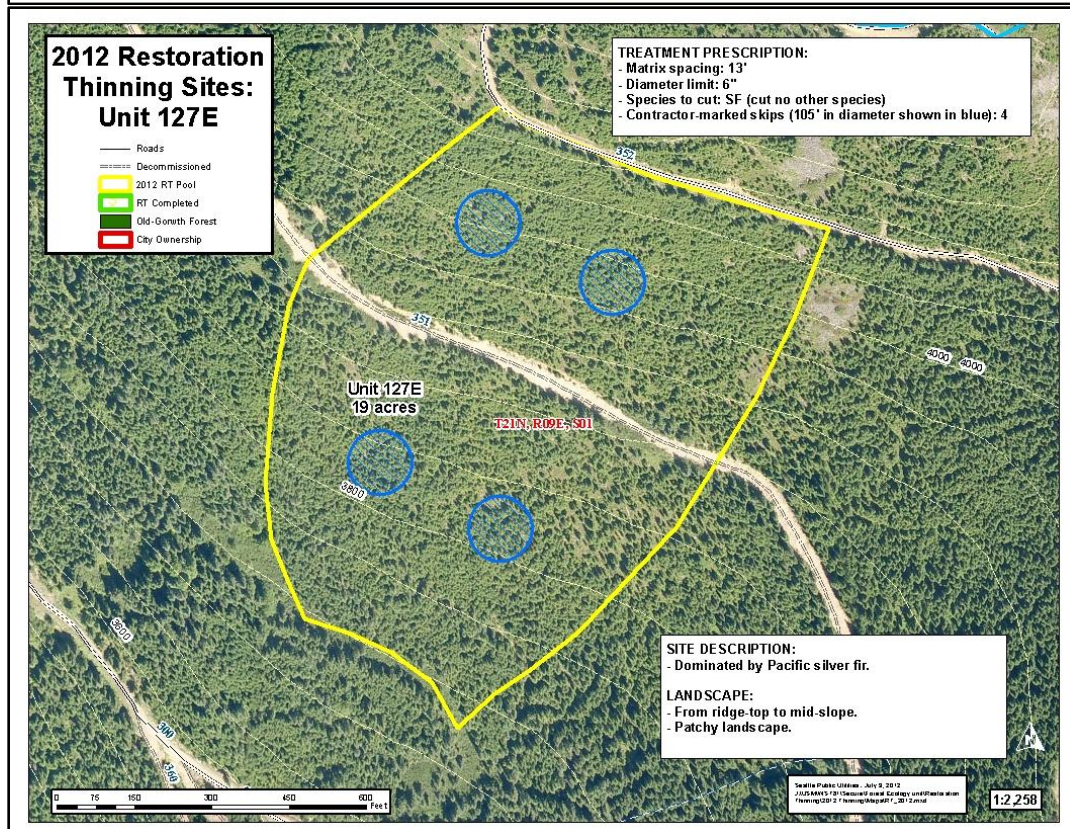 2012 Restoration
Thinning Sites:
Unit 127E
Roads
Decommissioned
2012 RT Pool
RT Completed
Old-Gorwth Forest
City Ownership
TREATMENT PRESCRIPTION:
- Matrix spacing: 13'
- Diameter limit: 6"
- Species to cut: SF (cut no other species)
- Contractor-marked skips (105' in diameter shown in blue): 4
352
351
4000 4000
Unit 127E
19 acres
T21N, R09E, S01
3800
3600
300
360
SITE DESCRIPTION:
- Dominated by Pacific silver fir.
LANDSCAPE:
- From ridge-top to mid-slope.
- Patchy landscape.
0 75 150 300 450 600
Feet
Seattle Public Utilities, July 9, 2012
1:2,258